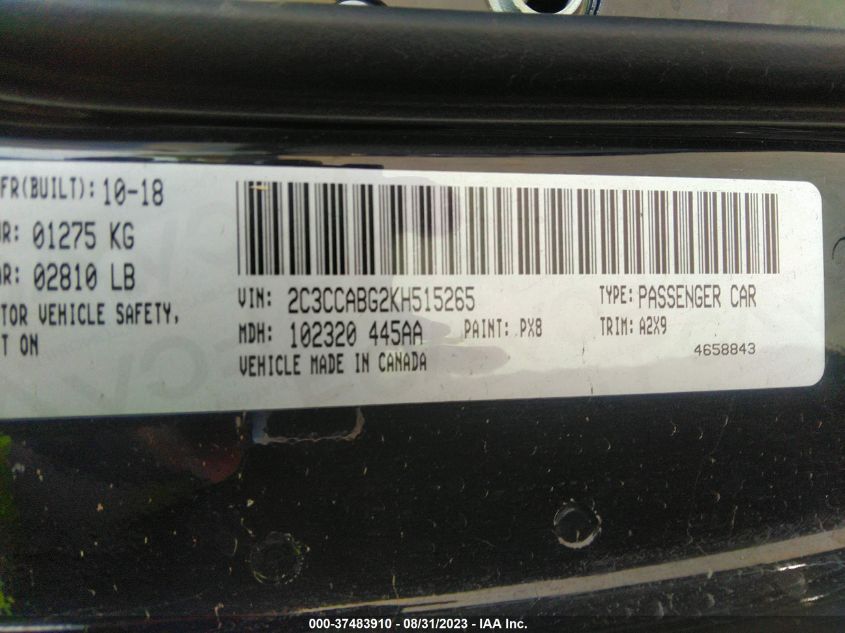 FR(BUILT): 10-18
R: 01275 KG
R: 02810 LB
TOR VEHICLE SAFETY,
T ON
VIN: 2C3CCABG2KH515265
TYPE: PASSENGER CAR
MDH: 102320 445AA
PAINT: PX8
TRIM: A2X9
VEHICLE MADE IN CANADA
4658843
000-37483910 - 08/31/2023 - IAA Inc.